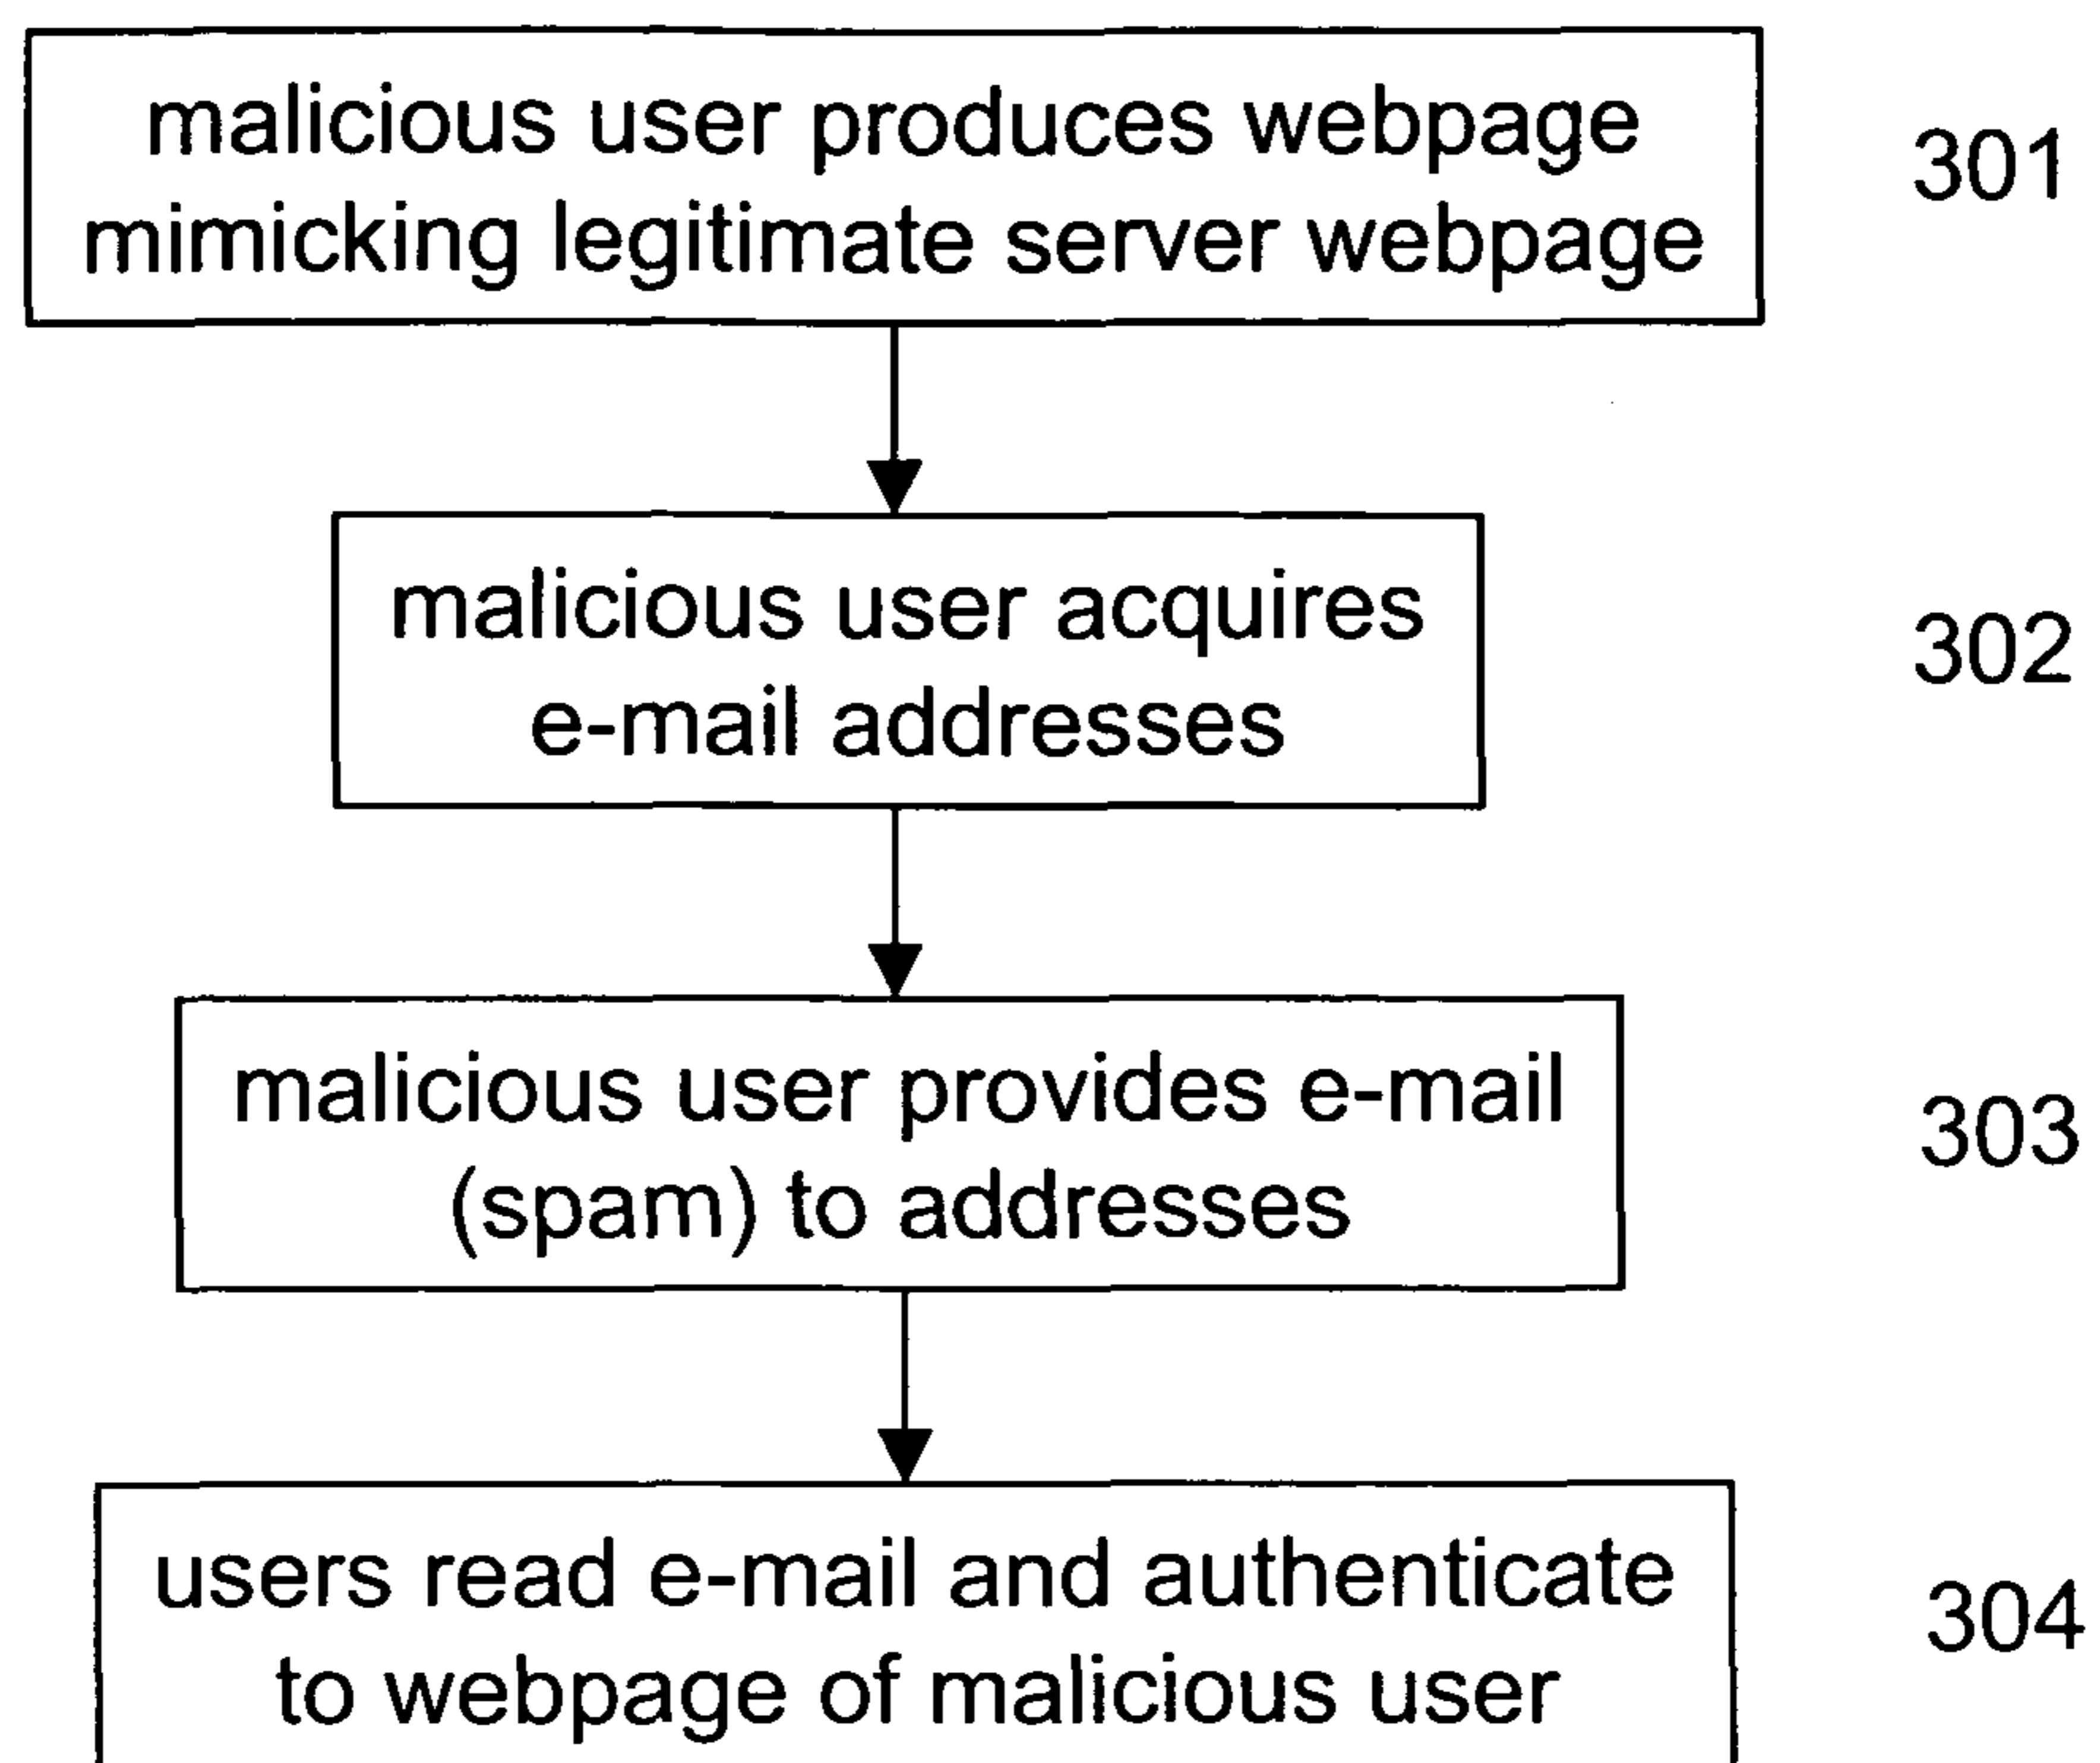 malicious user produces webpage
mimicking legitimate server webpage
301
malicious user acquires
e-mail addresses
302
malicious user provides e-mail
(spam) to addresses
303
users read e-mail and authenticate
to webpage of malicious user
304